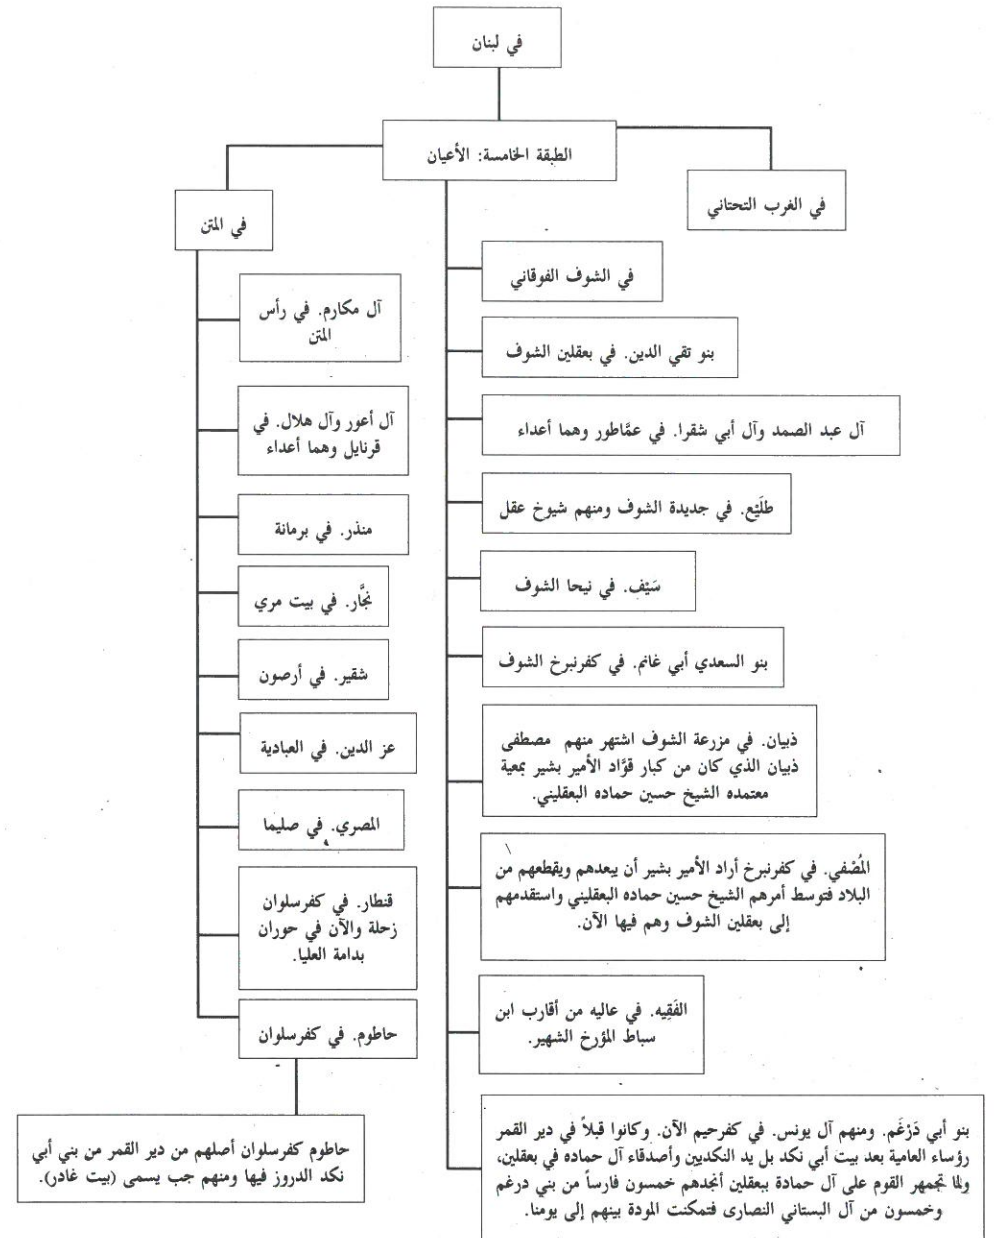 في لبنان
الطبقة الخامسة: الأعيان
في الغرب التحتاني
في الشوف الفوقاني
بنو تقي الدين. في بعقلين الشوف
آل عبد الصمد وآل أبي شقرا. في عمَّاطور وهما أعداء
طلَيْع. في جديدة الشوف ومنهم شيوخ عقل
سَيْف. في نيحا الشوف
بنو السعدي أبي غانم. في كفرنبرخ الشوف
ذبيان. في مزرعة الشوف اشتهر منهم مصطفى
ذبيان الذي كان من كبار قوَّاد الأمير بشير بمعية
معتمده الشيخ حسين حماده البعقليني.
المُصْفي. في كفرنبرخ أراد الأمير بشير أن يبعدهم ويقطعهم من
البلاد فتوسط أمرهم الشيخ حسين حماده البعقليني واستقدمهم
إلى بعقلين الشوف وهم فيها الآن.
الفَقِيه. في عاليه من أقارب ابن
سباط المؤرخ الشهير.
بنو أبي دَرْغَم. ومنهم آل يونس. في كفرحيم الآن. وكانوا قبلاً في دير القمر
رؤساء العامية بعد بيت أبي نكد بل يد النكديين وأصدقاء آل حماده في بعقلين،
ولما تجمهر القوم على آل حمادة ببعقلين أنجدهم خمسون فارساً من بني درغم
وخمسون من آل البستاني النصارى فتمكنت المودة بينهم إلى يومنا.
في المتن
آل مكارم. في رأس
المتن
آل أعور وآل هلال. في
قرنايل وهما أعداء
منذر. في برمانة
نجَّار. في بيت مري
شقير. في أرصون
عز الدين. في العبادية
المصري. في صليما
قنطار. في كفرسلوان
زحلة والآن في حوران
بدامة العليا.
حاطوم. في كفرسلوان
حاطوم كفرسلوان أصلهم من دير القمر من بني أبي
نكد الدروز فيها ومنهم جب يسمى (بيت غادر).